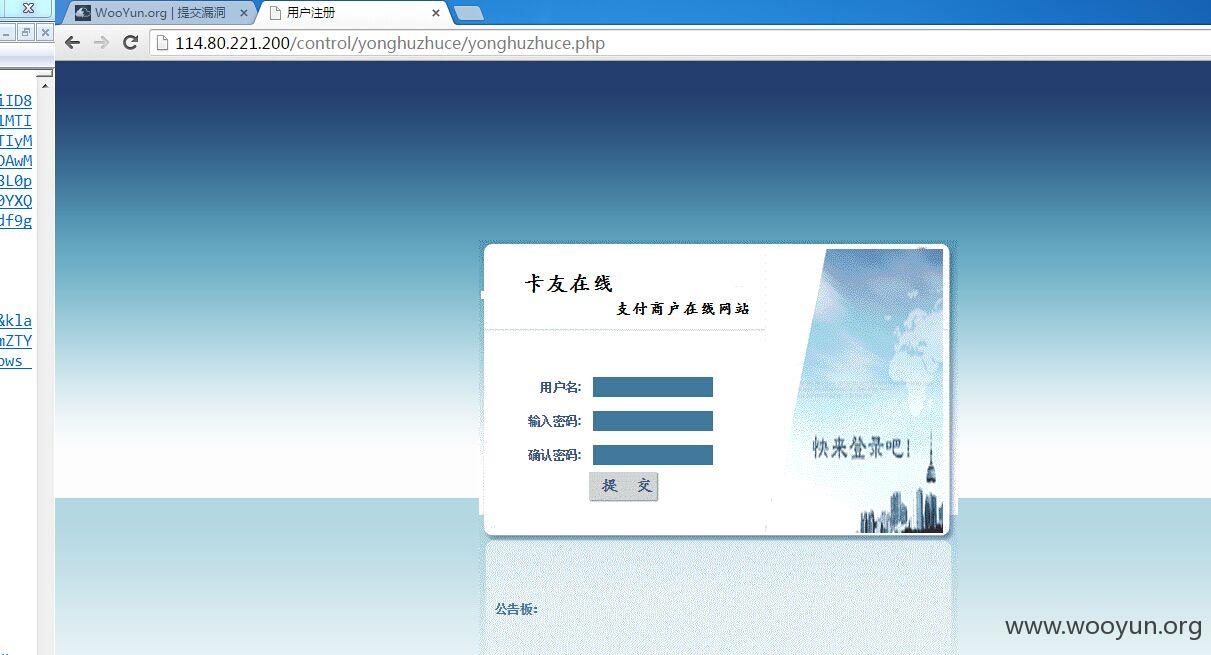 WooYun.org | 提交漏洞
用户注册
114.80.221.200/control/yonghuzhuce/yonghuzhuce.php
iID8
1MTI
TIyM
DAwM
3L0p
0YXQ
df9g
&kla
mZTY
ows_
卡友在线
支付商户在线网站
用户名:
输入密码:
确认密码:
提 交
快来登录吧!
公告板:
www.wooyun.org